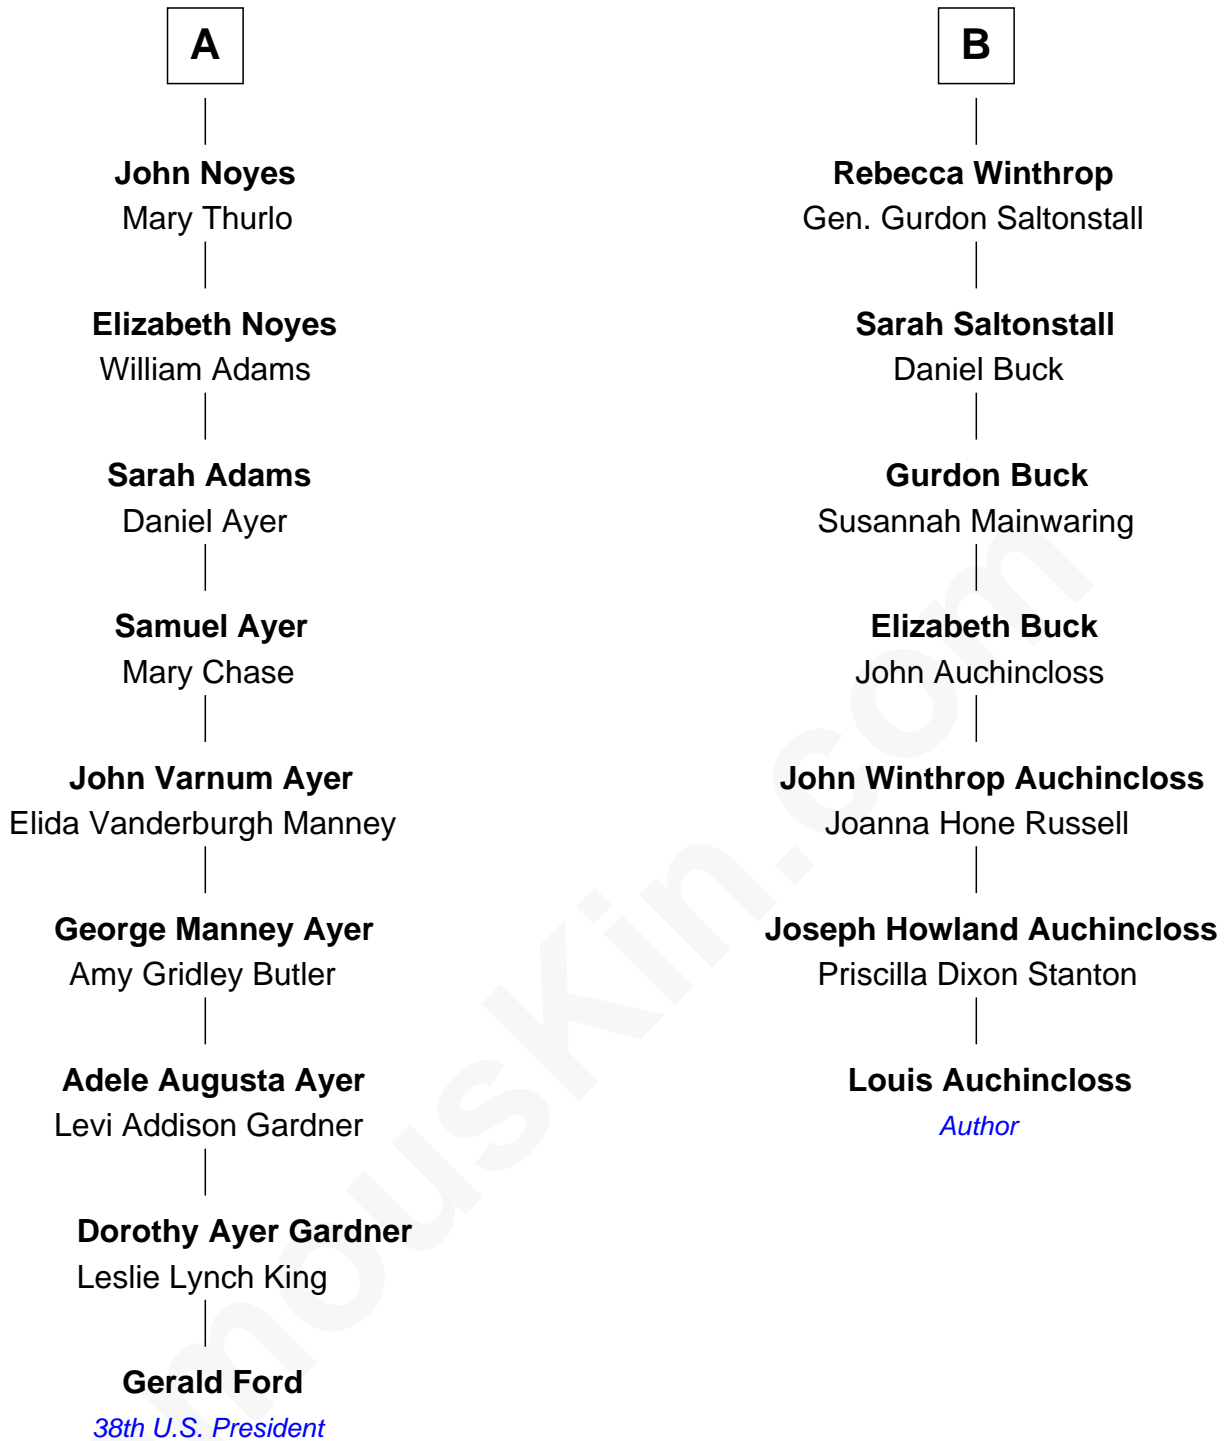 A
John Noyes
Mary Thurlo
Elizabeth Noyes
William Adams
Sarah Adams
Daniel Ayer
Samuel Ayer
Mary Chase
John Varnum Ayer
Elida Vanderburgh Manney
George Manney Ayer
Amy Gridley Butler
Adele Augusta Ayer
Levi Addison Gardner
Dorothy Ayer Gardner
Leslie Lynch King
Gerald Ford
38th U.S. President
B
Rebecca Winthrop
Gen. Gurdon Saltonstall
Sarah Saltonstall
Daniel Buck
Gurdon Buck
Susannah Mainwaring
Elizabeth Buck
John Auchincloss
John Winthrop Auchincloss
Joanna Hone Russell
Joseph Howland Auchincloss
Priscilla Dixon Stanton
Louis Auchincloss
Author
mousKin.com